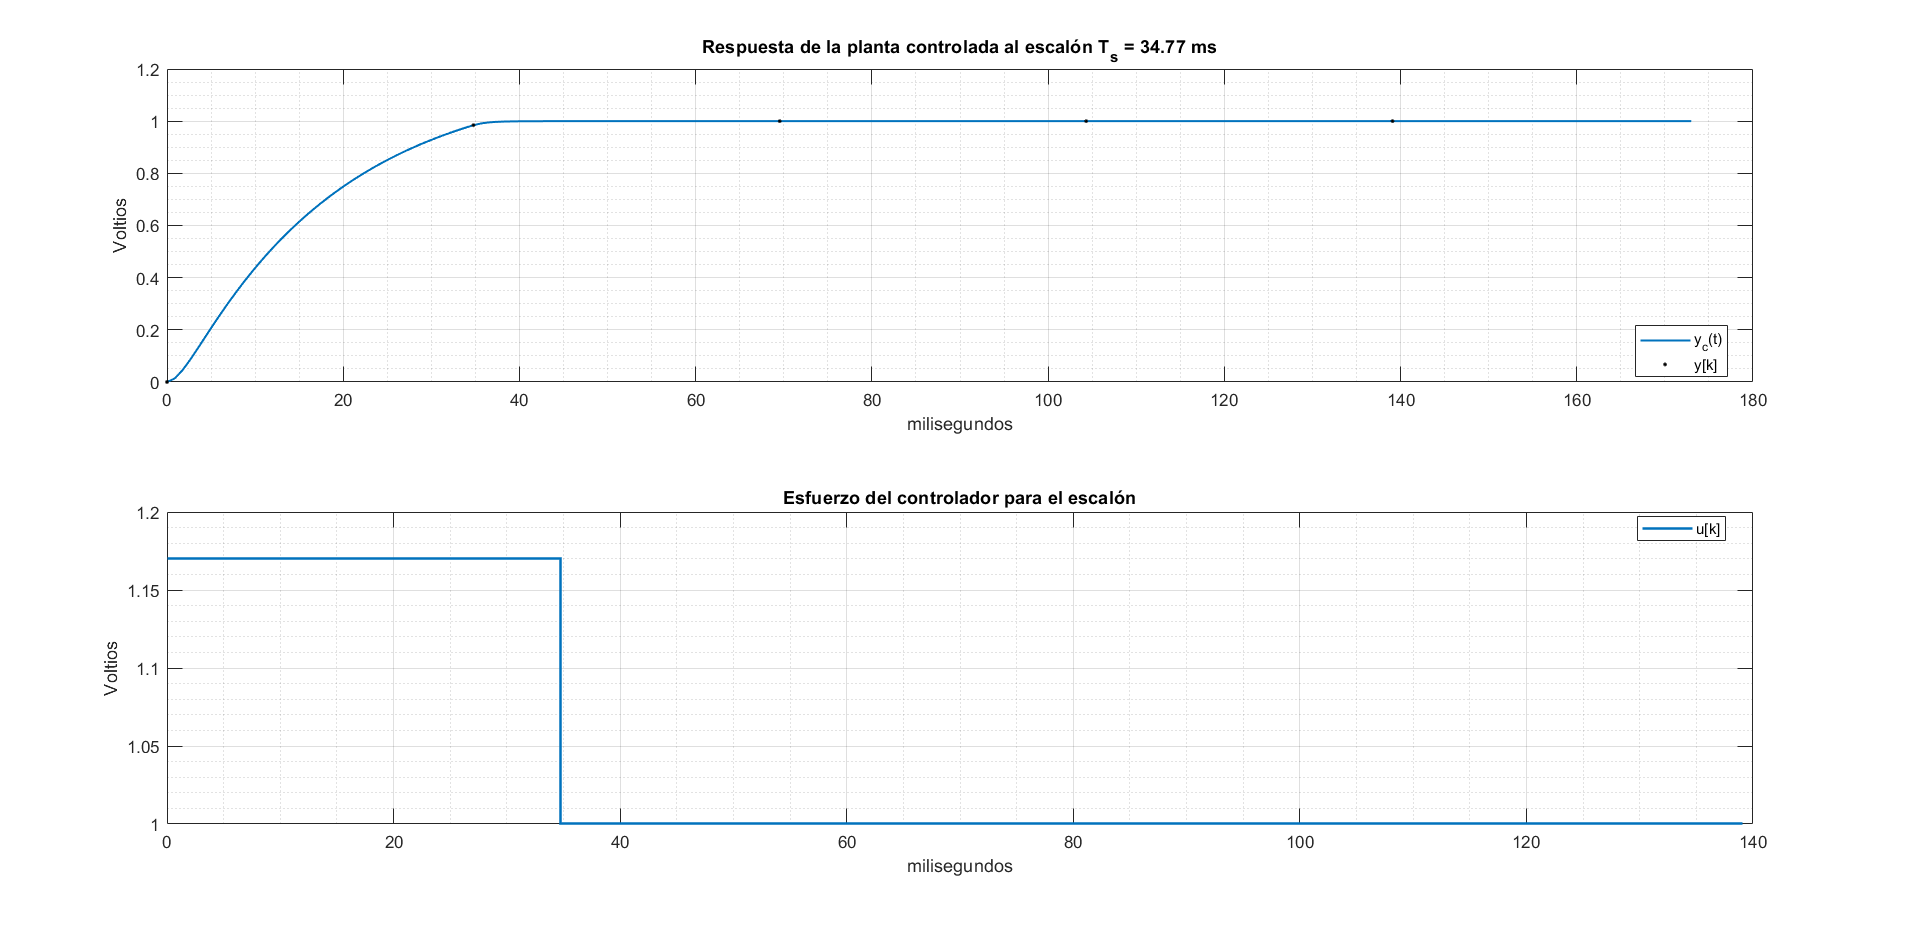 Respuesta de la planta controlada al escalón Ts = 34.77 ms
1.2
1
0.8
0.6
0.4
0.2
0
Voltios
0 20 40 60 80 100 120 140 160 180
milisegundos
yc(t)
y[k]
Esfuerzo del controlador para el escalón
1.2
1.15
1.1
1.05
1
Voltios
0 20 40 60 80 100 120 140
milisegundos
u[k]